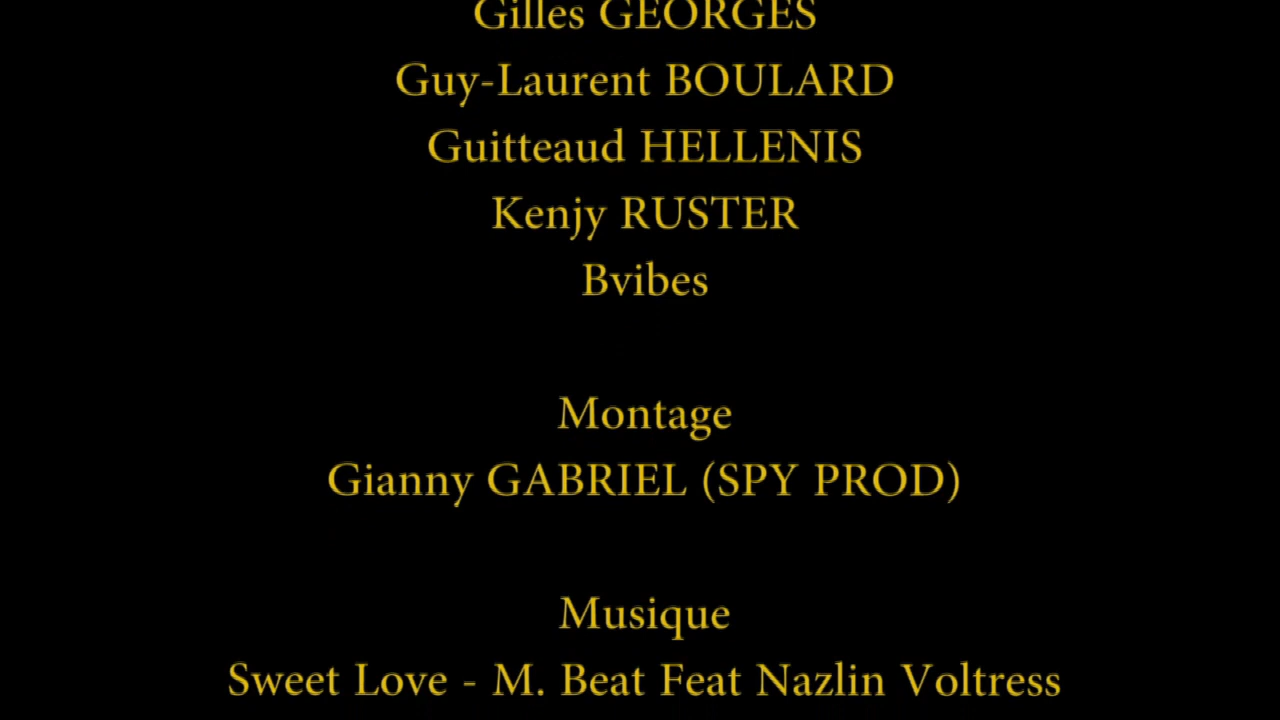 Gilles GEORGES
Guy-Laurent BOULARD
Guitteaud HELLENIS
Kenjy RUSTER
Bvibes
Montage
Gianny GABRIEL (SPY PROD)
Musique
Sweet Love - M. Beat Feat Nazlin Voltress